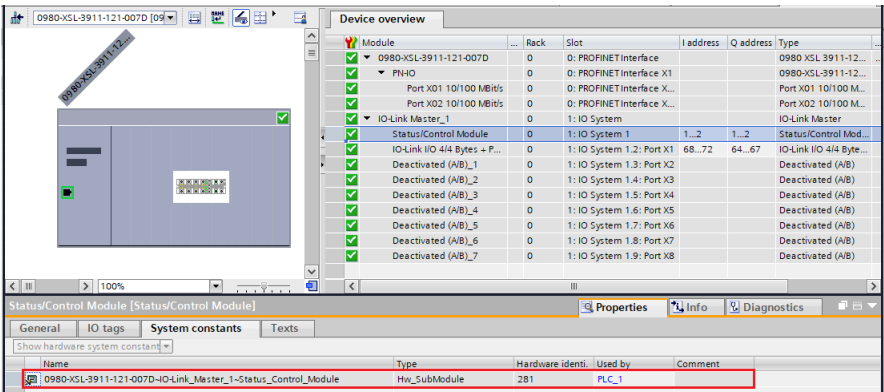 0980-XSL-3911-121-007D [09
Device overview
Module ... Rack Slot I address Q address Type ...
0980-XSL-3911-121-007D 0 0: PROFINET Interface 0980 XSL 3911-12... ..
PN-IO 0 0: PROFINET Interface X1 0980-XSL-3911-12...
Port X01 10/100 MBit/s 0 0: PROFINET Interface X... Port X01 10/100 M...
Port X02 10/100 MBit/s 0 0: PROFINET Interface X... Port X02 10/100 M...
IO-Link Master_1 0 1: IO System IO-Link Master
Status/Control Module 0 1: IO System 1 1...2 1...2 Status/Control Mod...
IO-Link I/O 4/4 Bytes + P... 0 1: IO System 1.2: Port X1 68...72 64...67 IO-Link I/O 4/4 Byte...
Deactivated (A/B)_1 0 1: IO System 1.3: Port X2 Deactivated (A/B)
Deactivated (A/B)_2 0 1: IO System 1.4: Port X3 Deactivated (A/B)
Deactivated (A/B)_3 0 1: IO System 1.5: Port X4 Deactivated (A/B)
Deactivated (A/B)_4 0 1: IO System 1.6: Port X5 Deactivated (A/B)
Deactivated (A/B)_5 0 1: IO System 1.7: Port X6 Deactivated (A/B)
Deactivated (A/B)_6 0 1: IO System 1.8: Port X7 Deactivated (A/B)
Deactivated (A/B)_7 0 1: IO System 1.9: Port X8 Deactivated (A/B)
0980-XSL-3911-12...
100%
Status/Control Module [Status/Control Module]
Properties Info Diagnostics
General IO tags System constants Texts
Show hardware system constant
Name Type Hardware identi. Used by Comment
0980-XSL-3911-121-007D~IO-Link_Master_1~Status_Control_Module Hw_SubModule 281 PLC_1